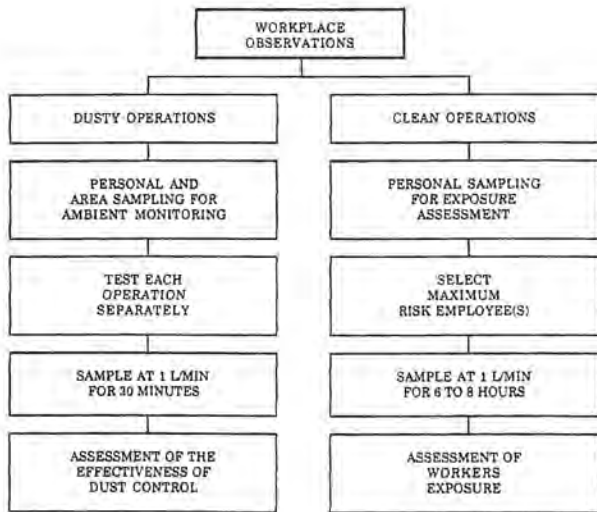 WORKPLACE
OBSERVATIONS
DUSTY OPERATIONS
CLEAN OPERATIONS
PERSONAL AND
AREA SAMPLING FOR
AMBIENT MONITORING
PERSONAL SAMPLING
FOR EXPOSURE
ASSESSMENT
TEST EACH
OPERATION
SEPARATELY
SELECT
MAXIMUM
RISK EMPLOYEE(S)
SAMPLE AT 1 L/MIN
FOR 30 MINUTES
SAMPLE AT 1 L/MIN
FOR 6 TO 8 HOURS
ASSESSMENT OF THE
EFFECTIVENESS OF
DUST CONTROL
ASSESSMENT OF
WORKERS
EXPOSURE